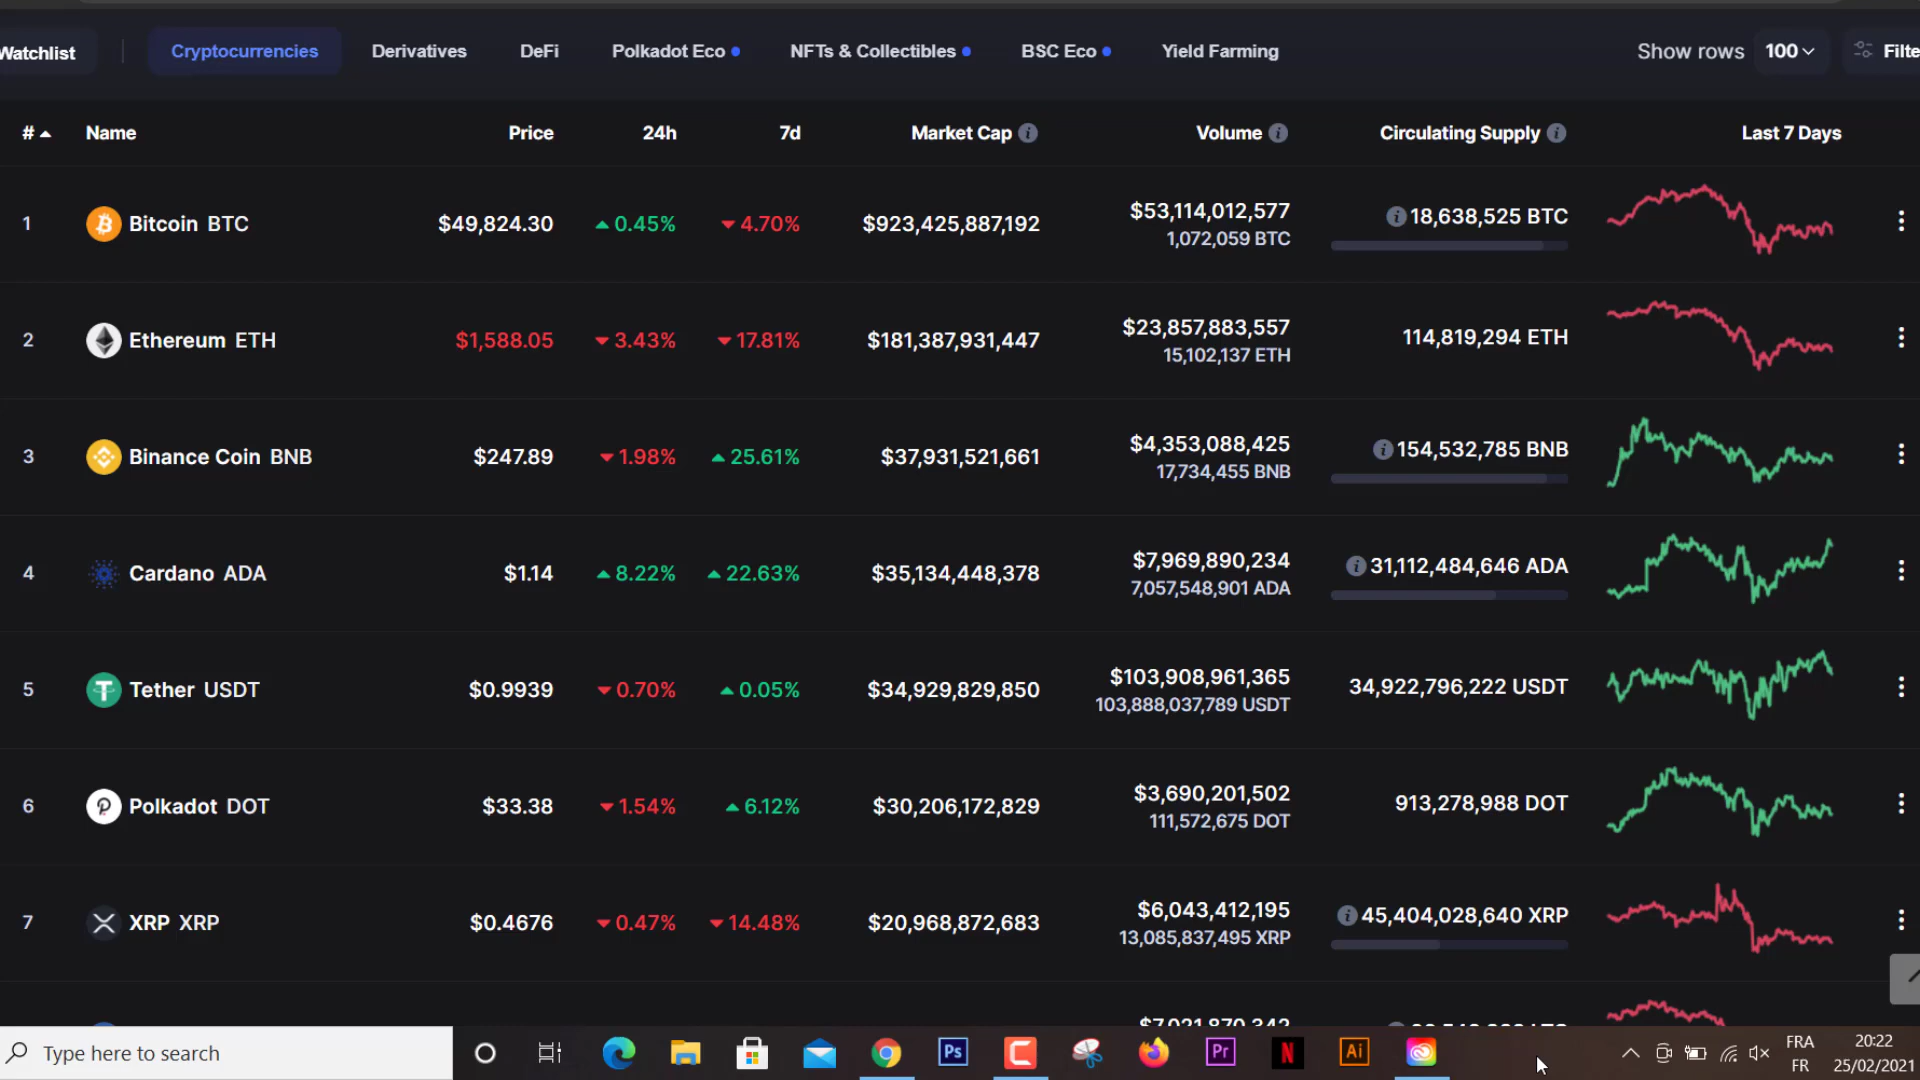 Watchlist Cryptocurrencies Derivatives DeFi Polkadot Eco NFTs & Collectibles BSC Eco Yield Farming Show rows 100 Filte
# Name Price 24h 7d Market Cap Volume Circulating Supply Last 7 Days
1 Bitcoin BTC $49,824.30 0.45% 4.70% $923,425,887,192 $53,114,012,577 18,638,525 BTC
1,072,059 BTC
2 Ethereum ETH $1,588.05 3.43% 17.81% $181,387,931,447 $23,857,883,557 114,819,294 ETH
15,102,137 ETH
3 Binance Coin BNB $247.89 1.98% 25.61% $37,931,521,661 $4,353,088,425 154,532,785 BNB
17,734,455 BNB
4 Cardano ADA $1.14 8.22% 22.63% $35,134,448,378 $7,969,890,234 31,112,484,646 ADA
7,057,548,901 ADA
5 Tether USDT $0.9939 0.70% 0.05% $34,929,829,850 $103,908,961,365 34,922,796,222 USDT
103,888,037,789 USDT
6 Polkadot DOT $33.38 1.54% 6.12% $30,206,172,829 $3,690,201,502 913,278,988 DOT
111,572,675 DOT
7 XRP XRP $0.4676 0.47% 14.48% $20,968,872,683 $6,043,412,195 45,404,028,640 XRP
13,085,837,495 XRP
Type here to search Ps Pr N Ai FRA 20:22
FR 25/02/2021